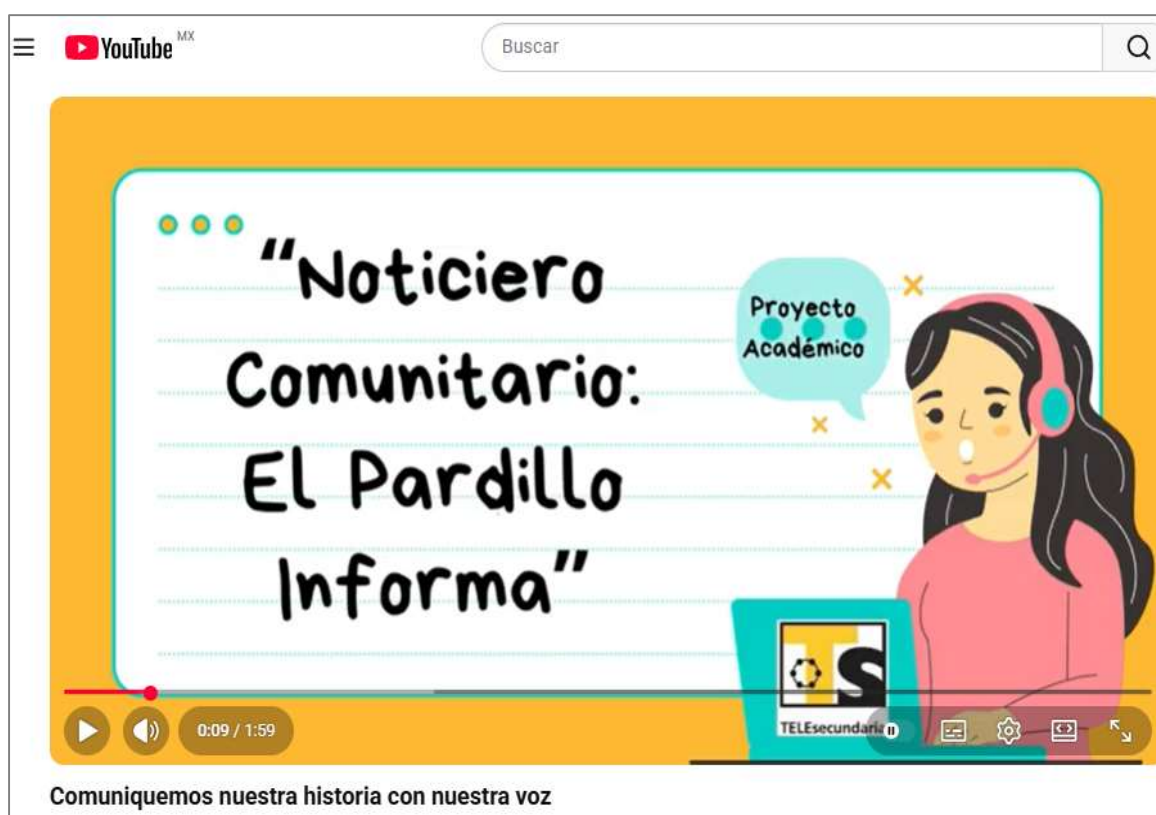 YouTube MX
Buscar
“Noticiero
Comunitario:
El Pardillo
Informa”
Proyecto
Académico
TS
TELEsecundaria
0:09 / 1:59
Comuniquemos nuestra historia con nuestra voz